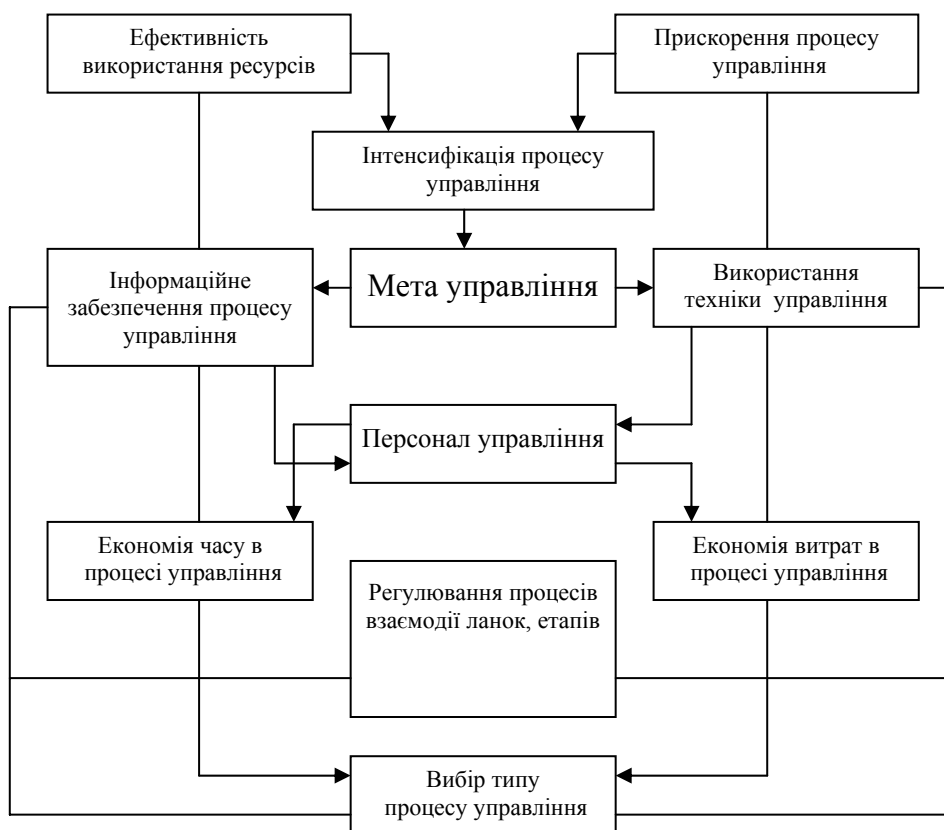 Ефективність
використання ресурсів
Прискорення процесу
управління
Інтенсифікація процесу
управління
Інформаційне
забезпечення процесу
управління
Мета управління
Використання
техніки управління
Персонал управління
Економія часу в
процесі управління
Економія витрат в
процесі управління
Регулювання процесів
взаємодії ланок, етапів
Вибір типу
процесу управління